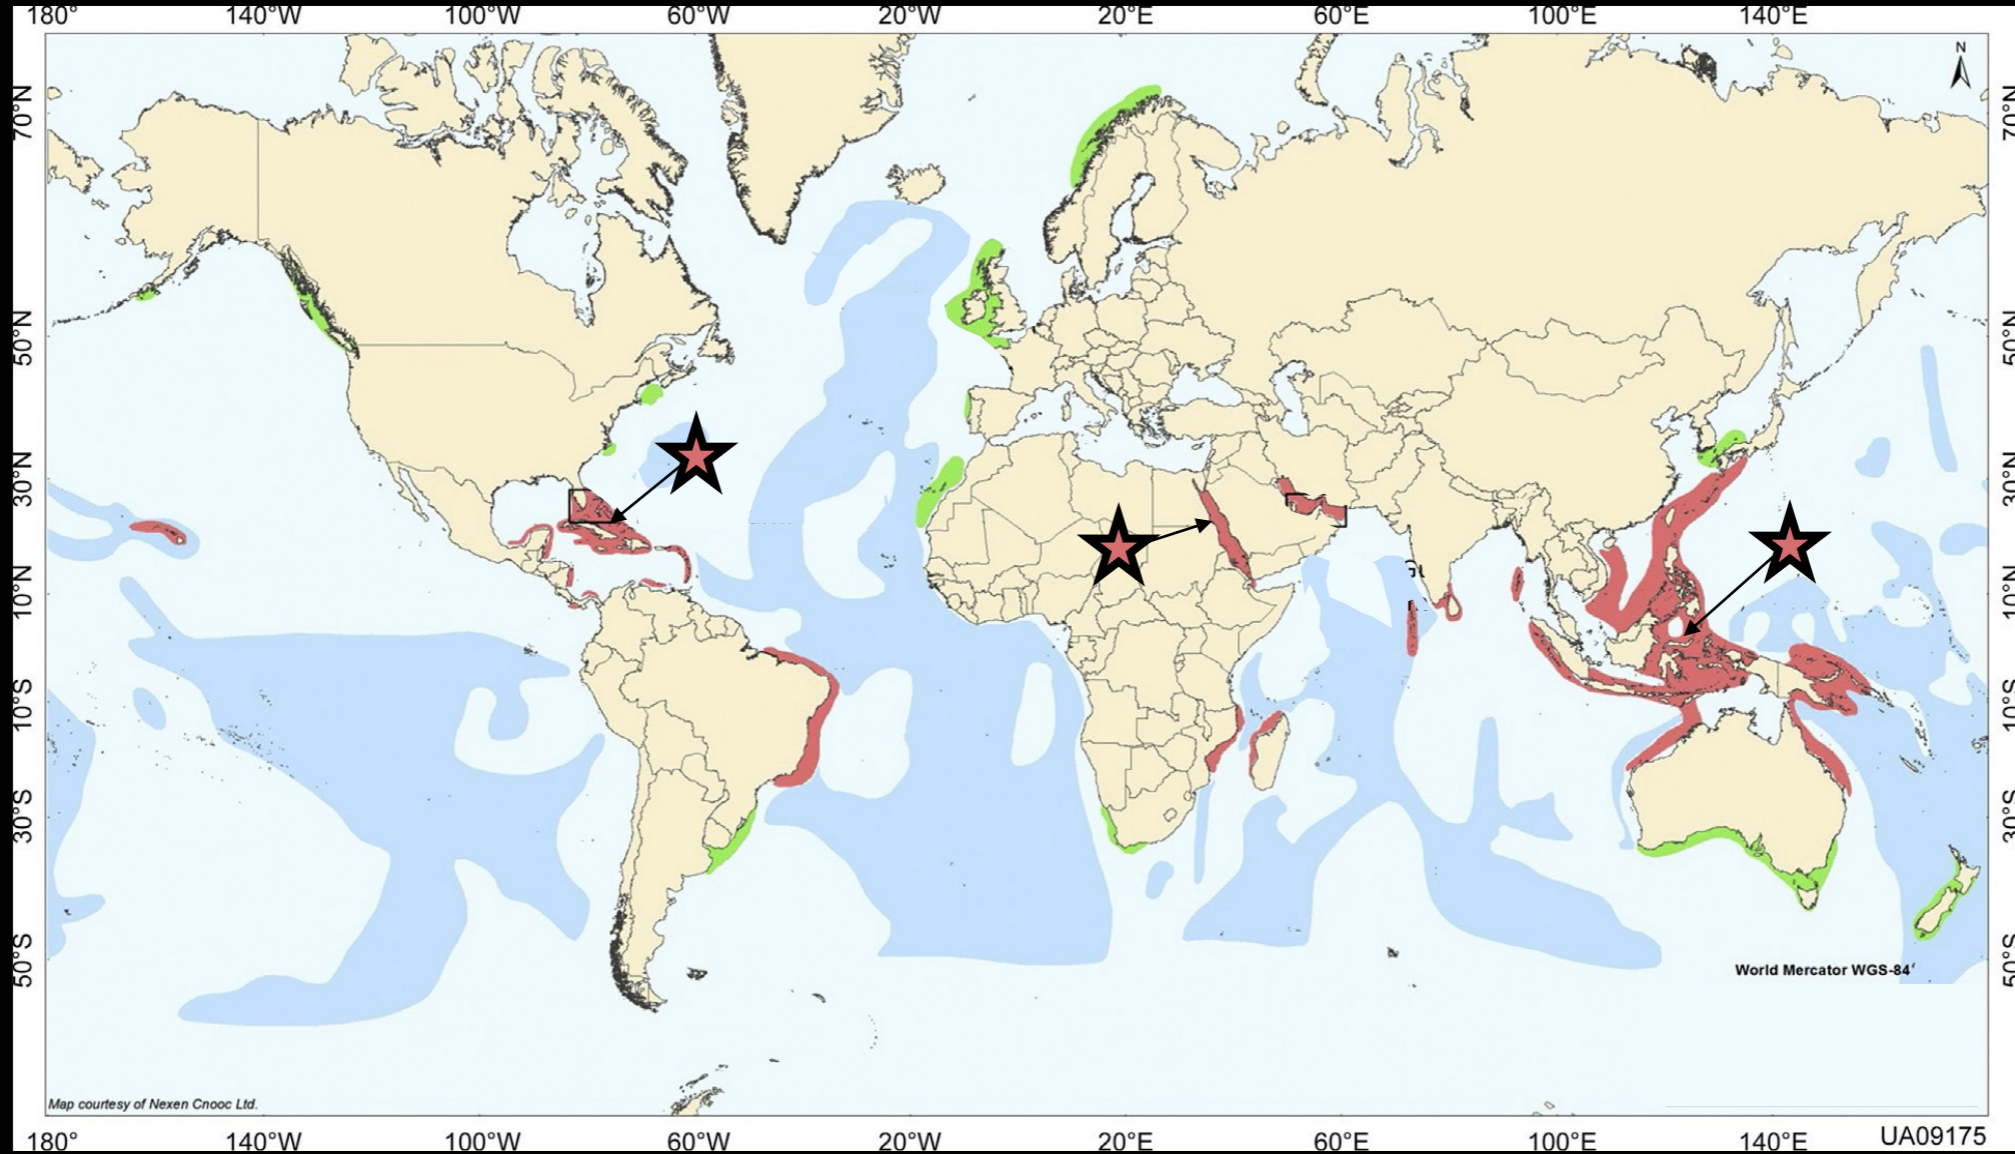 180° 140°W 100°W 60°W 20°W 20°E 60°E 100°E 140°E
N
70°N 70°N
50°N 50°N
30°N 30°N
10°N 10°N
10°S 10°S
30°S 30°S
50°S 50°S
World Mercator WGS-84
Map courtesy of Nexen Cnooc Ltd.
180° 140°W 100°W 60°W 20°W 20°E 60°E 100°E 140°E
UA09175